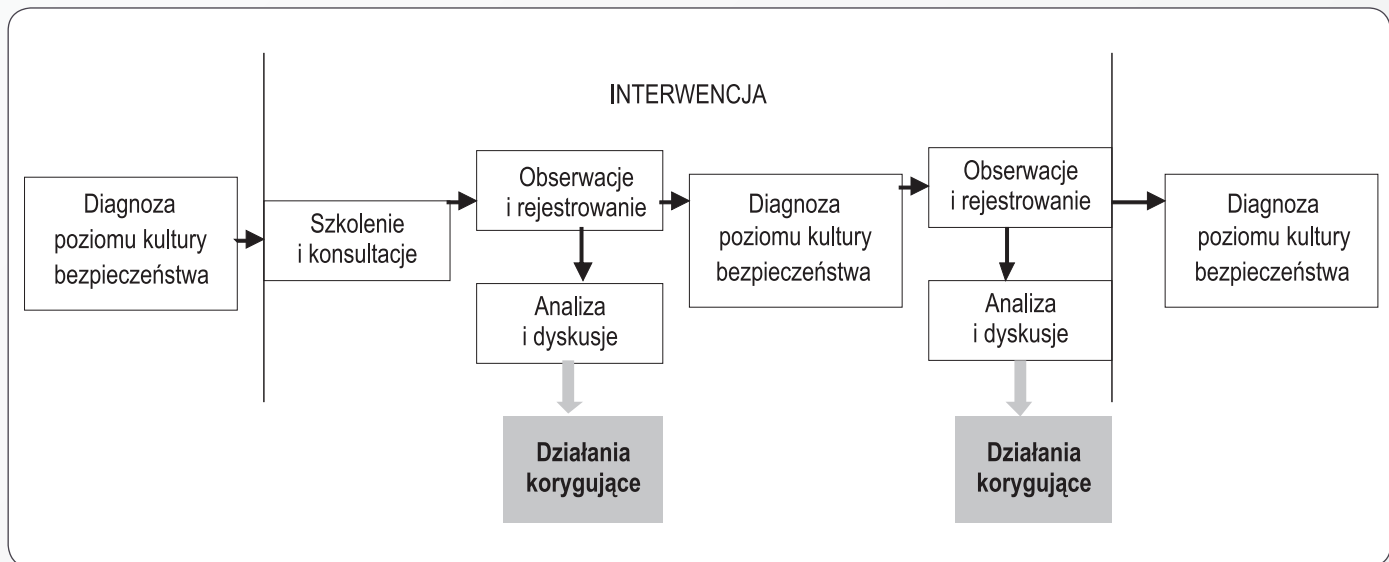 INTERWENCJA
Diagnoza
poziomu kultury
bezpieczeństwa
Szkolenie
i konsultacje
Obserwacje
i rejestrowanie
Analiza
i dyskusje
Działania
korygujące
Diagnoza
poziomu kultury
bezpieczeństwa
Obserwacje
i rejestrowanie
Analiza
i dyskusje
Działania
korygujące
Diagnoza
poziomu kultury
bezpieczeństwa